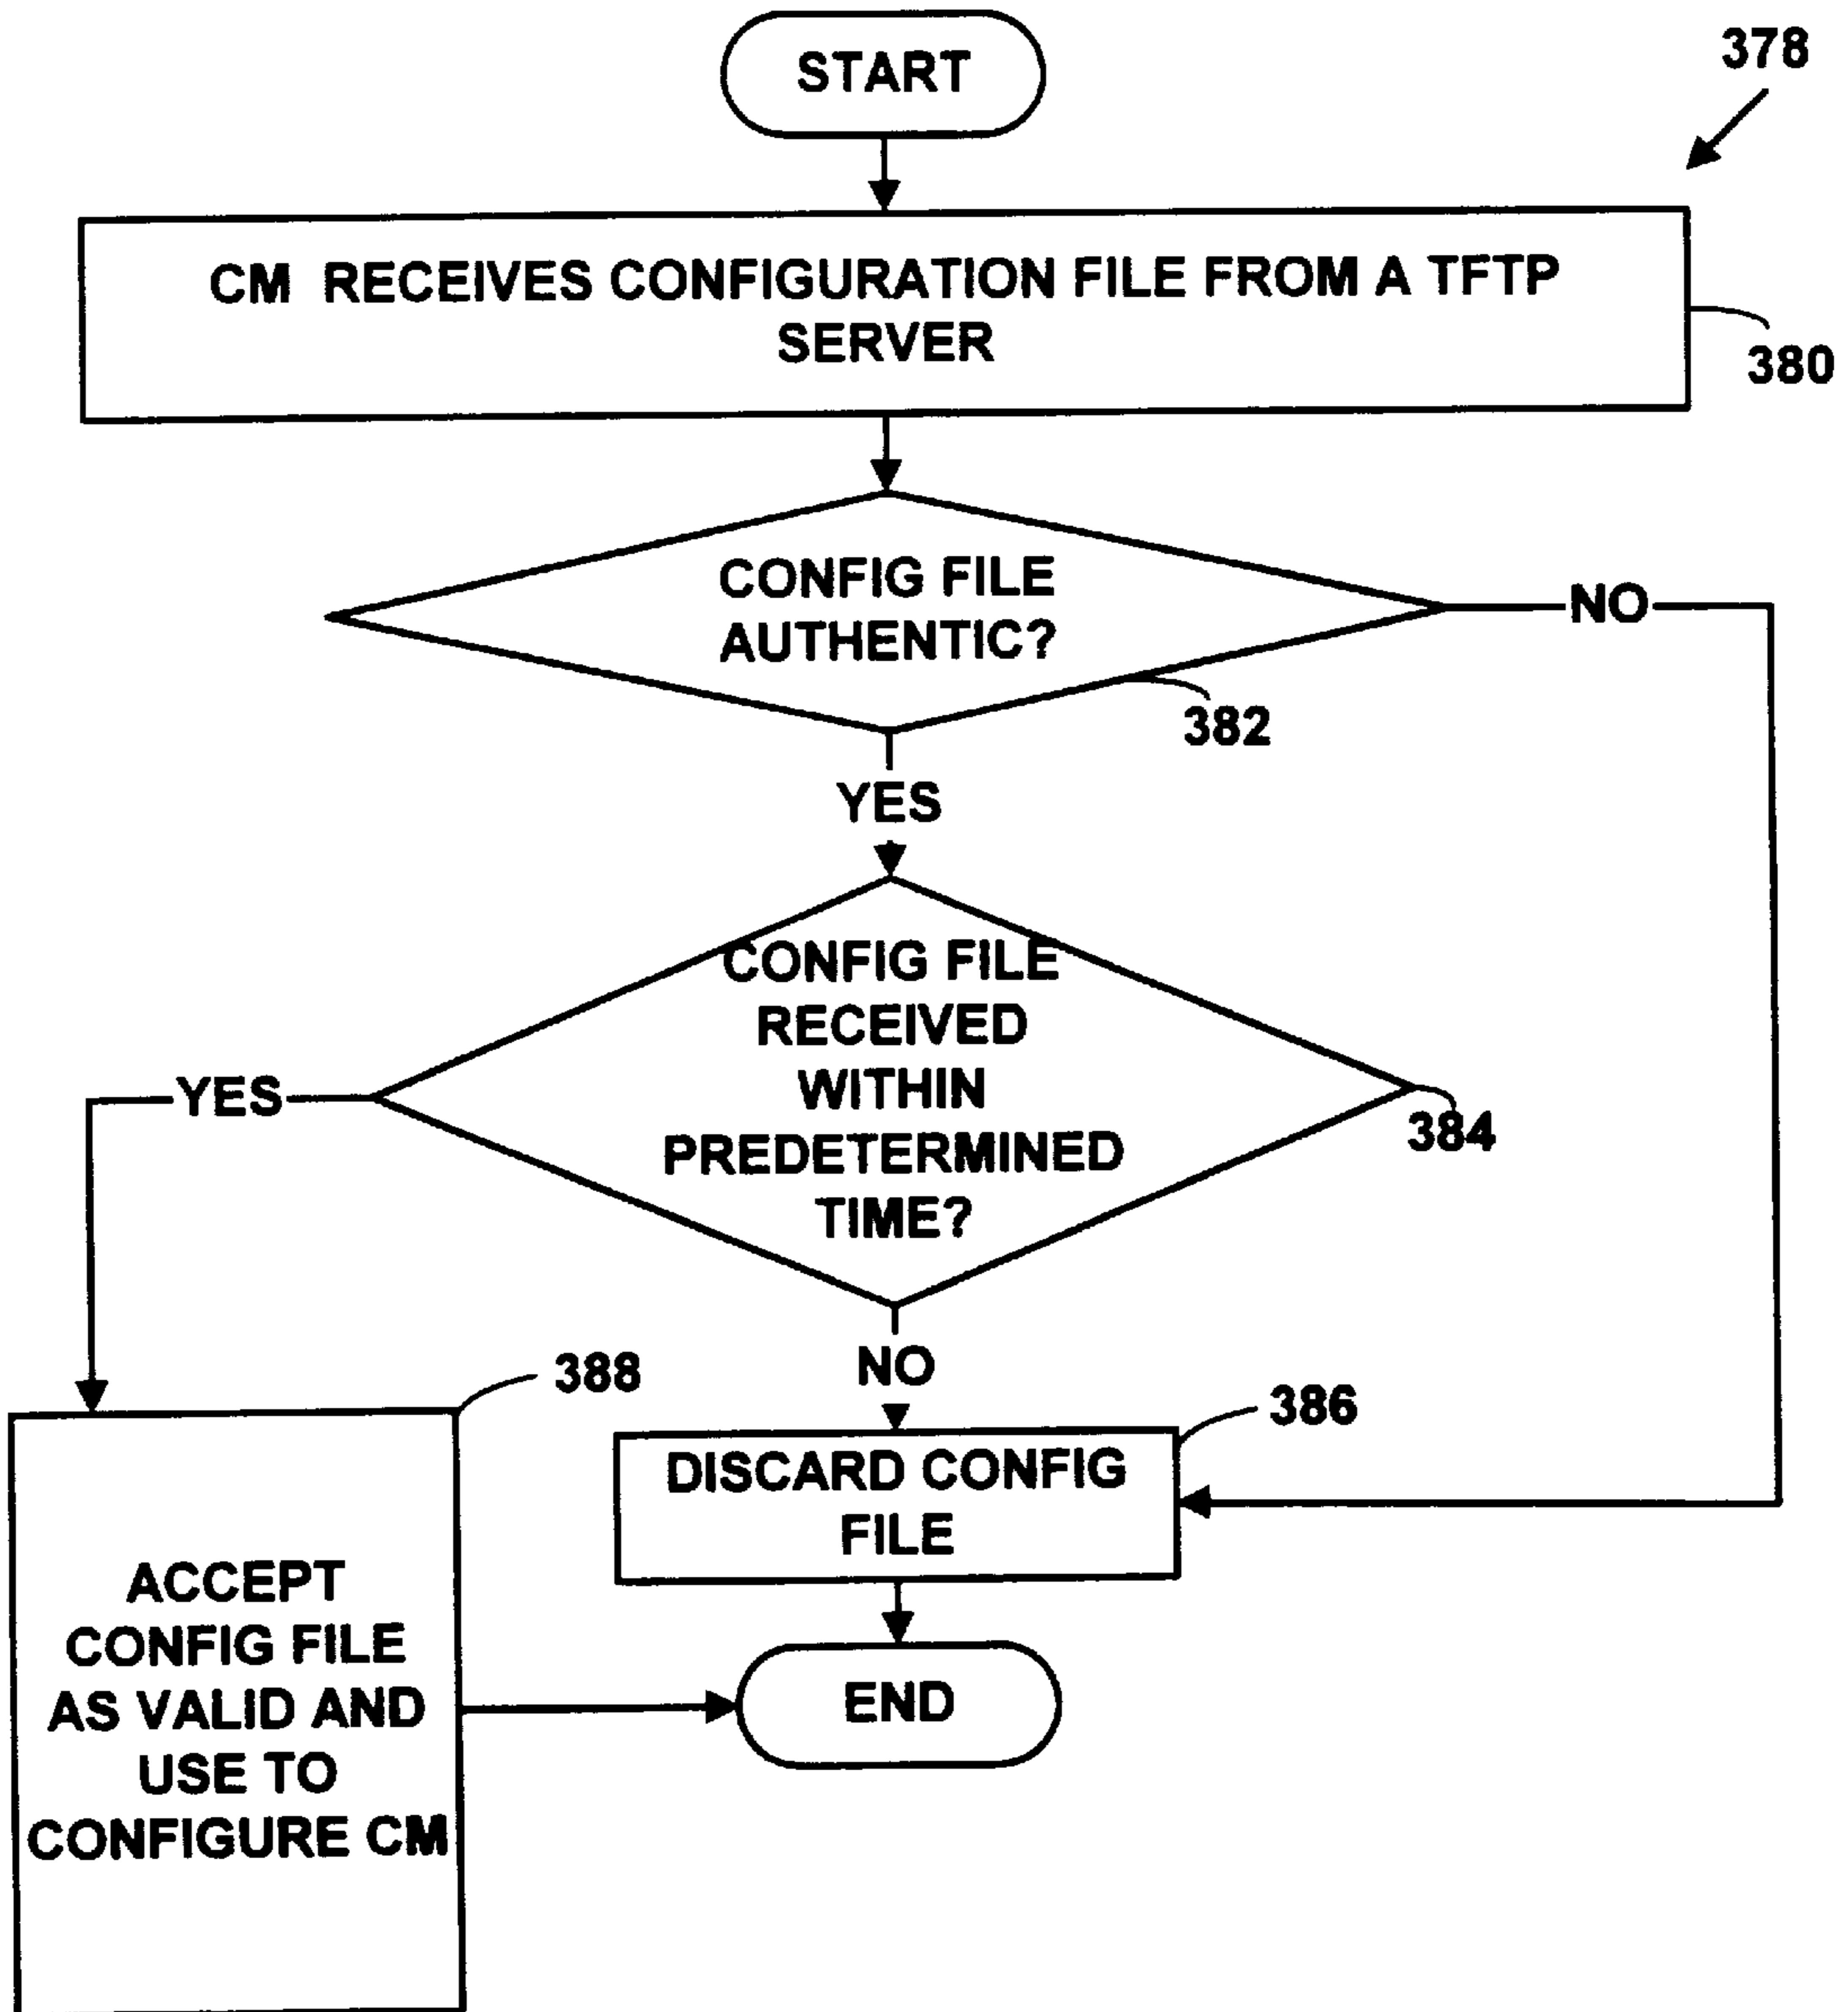 START
378
CM RECEIVES CONFIGURATION FILE FROM A TFTP
SERVER
380
CONFIG FILE
AUTHENTIC?
NO
382
YES
CONFIG FILE
RECEIVED
WITHIN
PREDETERMINED
TIME?
YES
384
NO
388
386
DISCARD CONFIG
FILE
ACCEPT
CONFIG FILE
AS VALID AND
USE TO
CONFIGURE CM
END